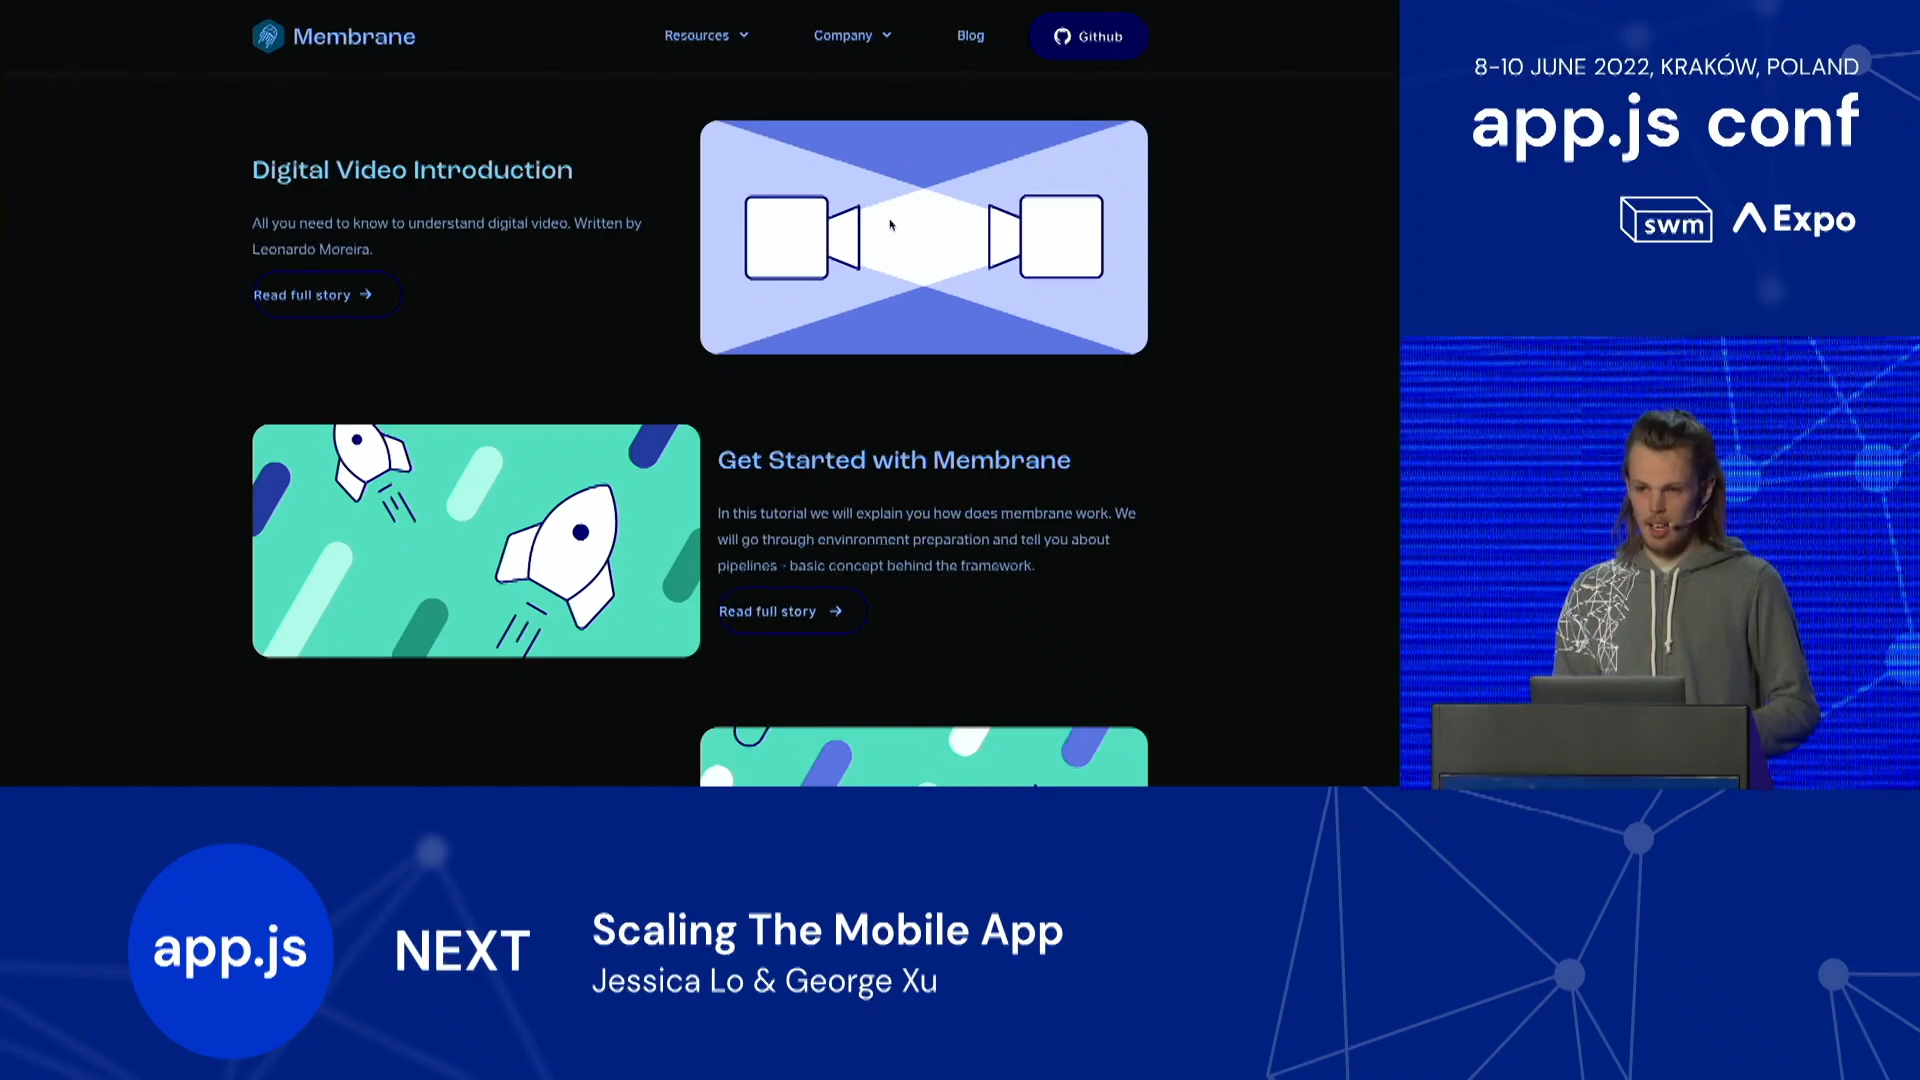 Membrane
Resources
Company
Blog
Github
Digital Video Introduction
All you need to know to understand digital video. Written by
Leonardo Moreira.
Read full story
Get Started with Membrane
In this tutorial we will explain you how does membrane work. We
will go through envinronment preparation and tell you about
pipelines - basic concept behind the framework.
Read full story
8-10 JUNE 2022, KRAKÓW, POLAND
app.js conf
swm
Expo
app.js
NEXT
Scaling The Mobile App
Jessica Lo & George Xu